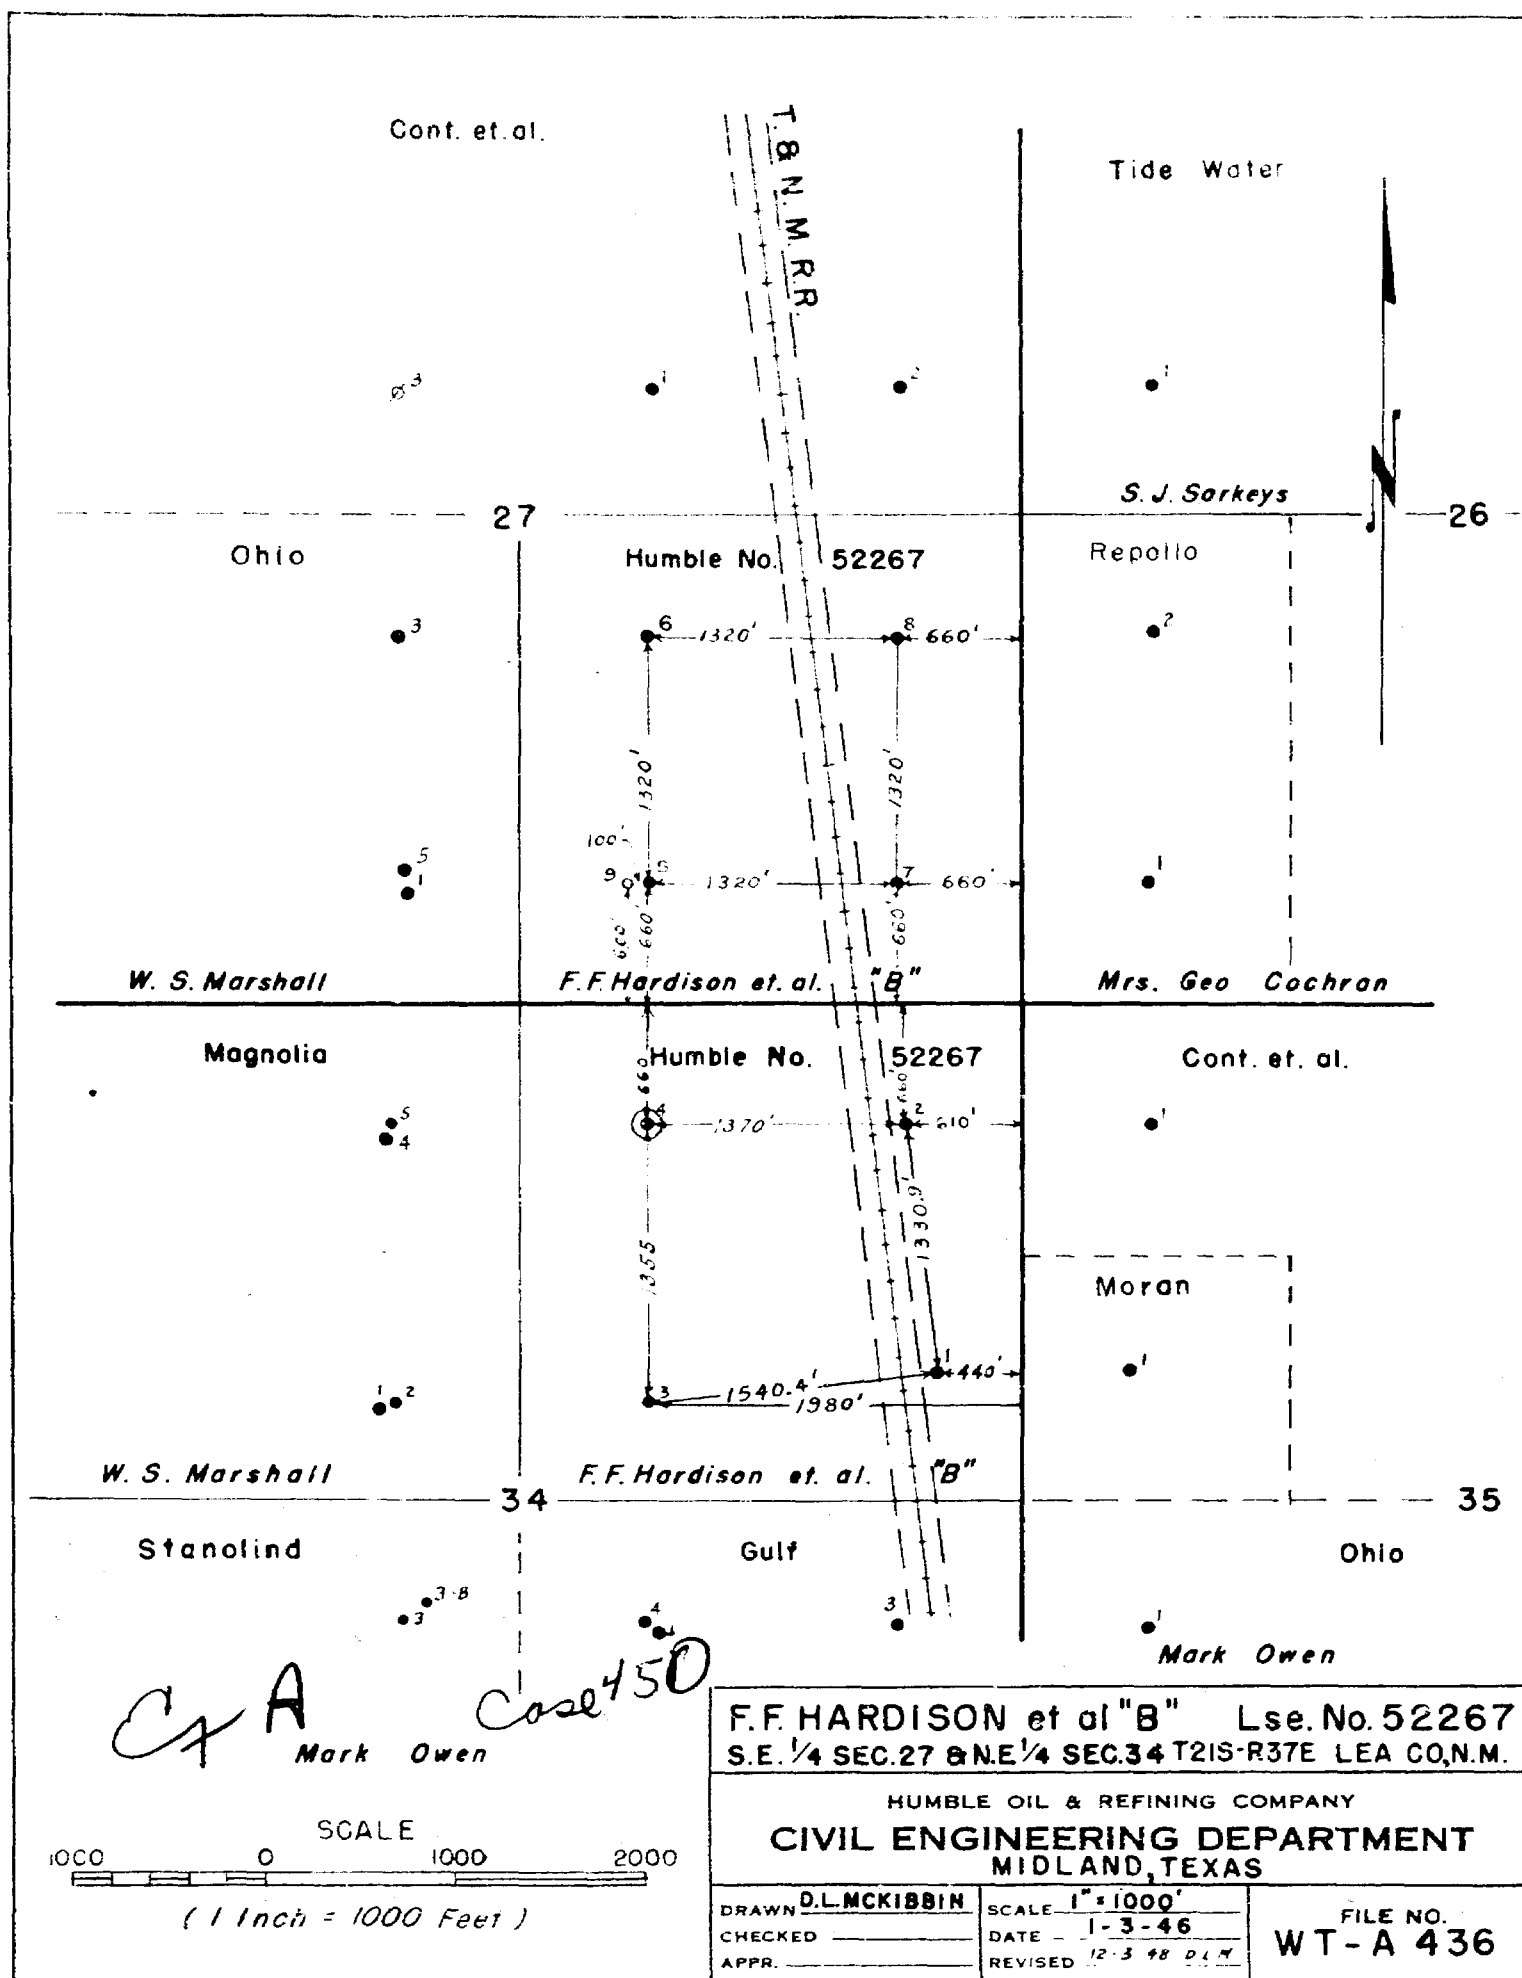 Cont. et. al.
T. & N. M. R.R.
Tide Water
3
1
2
1
S. J. Sarkeys
27
26
Ohio
Humble No. 52267
Repollo
3
6
1320'
8
660'
2
1320'
1320'
100'
5
1
9
5
1320'
7
660'
1
660'
660'
660'
W. S. Marshall
F. F. Hardison et. al. "B"
Mrs. Geo Cochran
Magnolia
Humble No. 52267
Cont. et. al.
660
660'
5
4
4
1370'
2
610'
1
1330.9'
1355
Moran
1
440'
1
1 2
3
1540.4'
1980'
W. S. Marshall
F. F. Hardison et. al. "B"
34
35
Stanolind
Gulf
Ohio
3-B
3
4
3
1
Mark Owen
Ex A
Case 450
Mark Owen
SCALE
1000 0 1000 2000
( 1 Inch = 1000 Feet )
F. F. HARDISON et al "B" Lse. No. 52267
S.E. 1/4 SEC. 27 & N.E 1/4 SEC. 34 T21S-R37E LEA CO, N.M.
HUMBLE OIL & REFINING COMPANY
CIVIL ENGINEERING DEPARTMENT
MIDLAND, TEXAS
DRAWN D.L. MCKIBBIN
CHECKED
APPR.
SCALE 1" = 1000'
DATE 1-3-46
REVISED 12-3 48 D L M
FILE NO.
WT-A 436